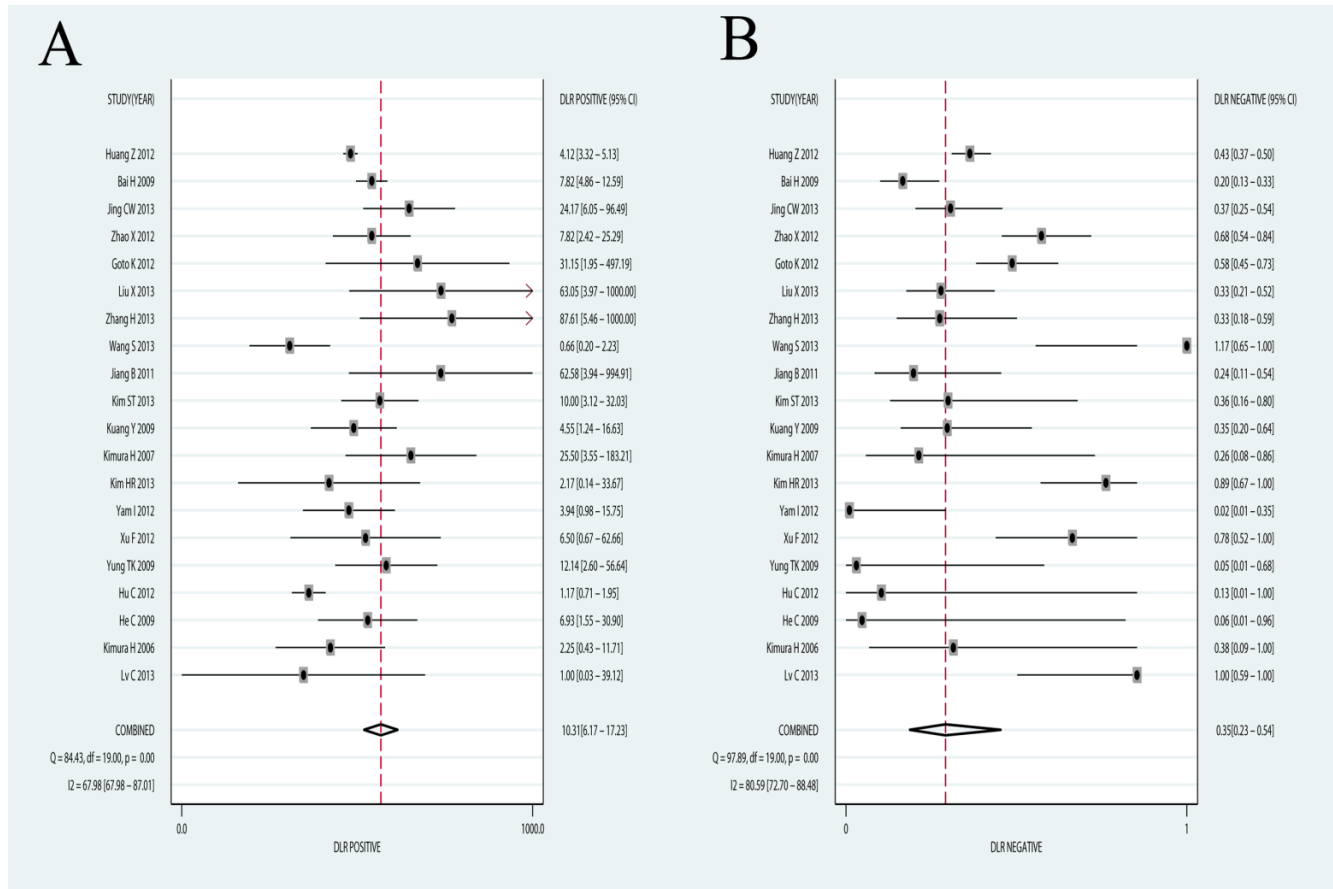 A
STUDY(YEAR) DLR POSITIVE (95% CI)
Huang Z 2012 4.12 [3.32 – 5.13]
Bai H 2009 7.82 [4.86 – 12.59]
Jing CW 2013 24.17 [6.05 – 96.49]
Zhao X 2012 7.82 [2.42 – 25.29]
Goto K 2012 31.15 [1.95 – 497.19]
Liu X 2013 63.05 [3.97 – 1000.00]
Zhang H 2013 87.61 [5.46 – 1000.00]
Wang S 2013 0.66 [0.20 – 2.23]
Jiang B 2011 62.58 [3.94 – 994.91]
Kim ST 2013 10.00 [3.12 – 32.03]
Kuang Y 2009 4.55 [1.24 – 16.63]
Kimura H 2007 25.50 [3.55 – 183.21]
Kim HR 2013 2.17 [0.14 – 33.67]
Yam I 2012 3.94 [0.98 – 15.75]
Xu F 2012 6.50 [0.67 – 62.66]
Yung TK 2009 12.14 [2.60 – 56.64]
Hu C 2012 1.17 [0.71 – 1.95]
He C 2009 6.93 [1.55 – 30.90]
Kimura H 2006 2.25 [0.43 – 11.71]
Lv C 2013 1.00 [0.03 – 39.12]
COMBINED 10.31[6.17 – 17.23]
Q = 84.43, df = 19.00, p = 0.00
I2 = 67.98 [67.98 – 87.01]
0.0 1000.0
DLR POSITIVE
B
STUDY(YEAR) DLR NEGATIVE (95% CI)
Huang Z 2012 0.43 [0.37 – 0.50]
Bai H 2009 0.20 [0.13 – 0.33]
Jing CW 2013 0.37 [0.25 – 0.54]
Zhao X 2012 0.68 [0.54 – 0.84]
Goto K 2012 0.58 [0.45 – 0.73]
Liu X 2013 0.33 [0.21 – 0.52]
Zhang H 2013 0.33 [0.18 – 0.59]
Wang S 2013 1.17 [0.65 – 1.00]
Jiang B 2011 0.24 [0.11 – 0.54]
Kim ST 2013 0.36 [0.16 – 0.80]
Kuang Y 2009 0.35 [0.20 – 0.64]
Kimura H 2007 0.26 [0.08 – 0.86]
Kim HR 2013 0.89 [0.67 – 1.00]
Yam I 2012 0.02 [0.01 – 0.35]
Xu F 2012 0.78 [0.52 – 1.00]
Yung TK 2009 0.05 [0.01 – 0.68]
Hu C 2012 0.13 [0.01 – 1.00]
He C 2009 0.06 [0.01 – 0.96]
Kimura H 2006 0.38 [0.09 – 1.00]
Lv C 2013 1.00 [0.59 – 1.00]
COMBINED 0.35[0.23 – 0.54]
Q = 97.89, df = 19.00, p = 0.00
I2 = 80.59 [72.70 – 88.48]
0 1
DLR NEGATIVE